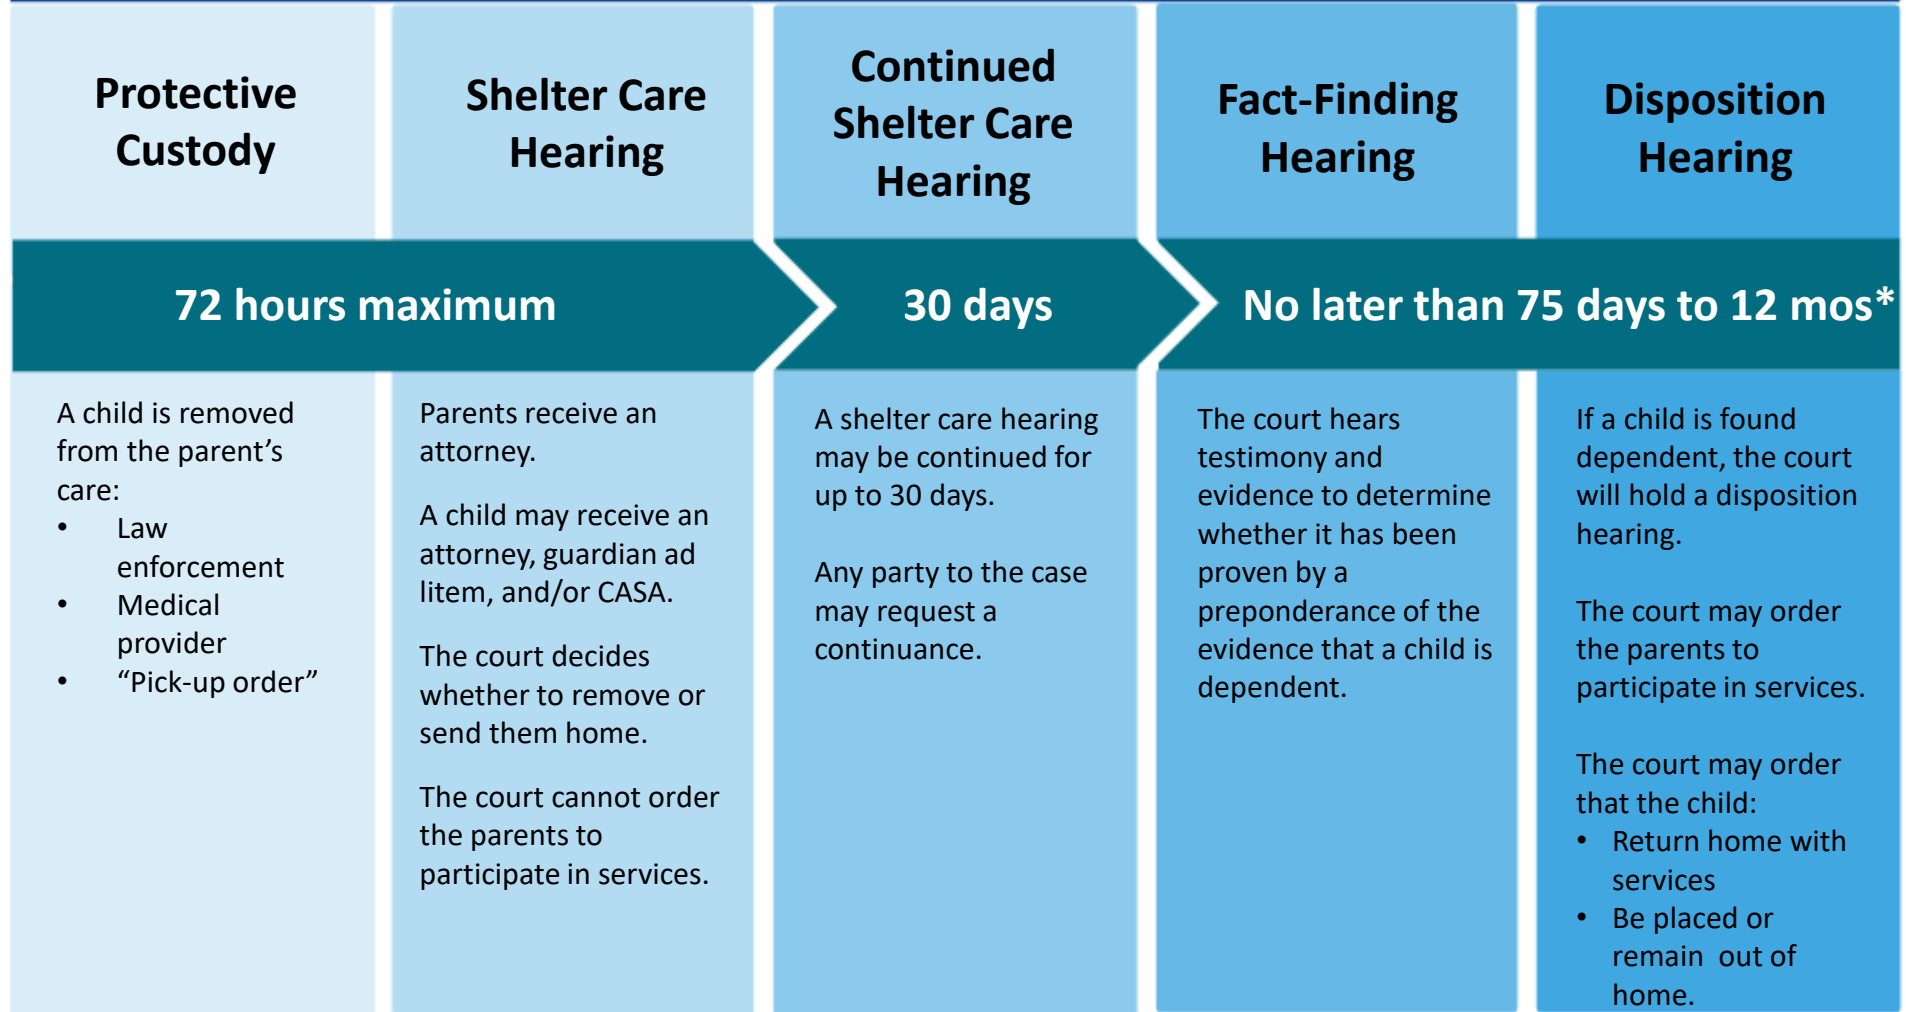 Protective
Custody
Shelter Care
Hearing
Continued
Shelter Care
Hearing
Fact-Finding
Hearing
Disposition
Hearing
72 hours maximum
30 days
No later than 75 days to 12 mos*
A child is removed
from the parent’s
care:
• Law
enforcement
• Medical
provider
• “Pick-up order”
Parents receive an
attorney.
A child may receive an
attorney, guardian ad
litem, and/or CASA.
The court decides
whether to remove or
send them home.
The court cannot order
the parents to
participate in services.
A shelter care hearing
may be continued for
up to 30 days.
Any party to the case
may request a
continuance.
The court hears
testimony and
evidence to determine
whether it has been
proven by a
preponderance of the
evidence that a child is
dependent.
If a child is found
dependent, the court
will hold a disposition
hearing.
The court may order
the parents to
participate in services.
The court may order
that the child:
• Return home with
services
• Be placed or
remain  out of
home.